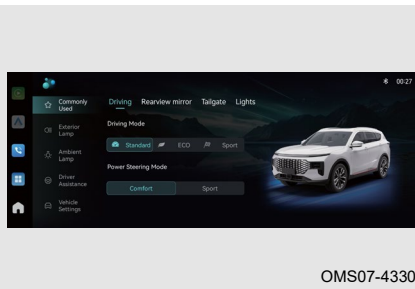 00:27
Commonly
Used
Driving Rearview mirror Tailgate Lights
Exterior
Lamp
Driving Mode
Standard ECO Sport
Ambient
Lamp
Power Steering Mode
Driver
Assistance
Comfort Sport
Vehicle
Settings
OMS07-4330